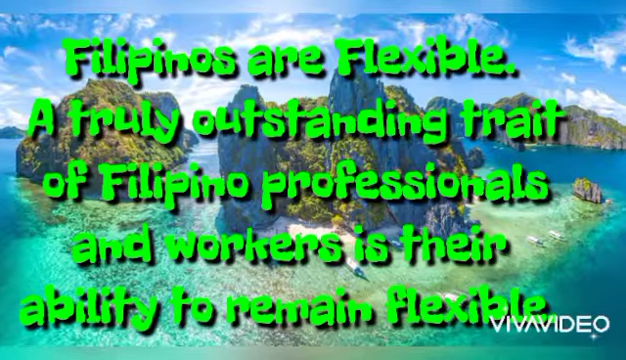 Filipinos are Flexible.
A truly outstanding trait
of Filipino professionals
and workers is their
ability to remain flexible.
VIVAVIDEO